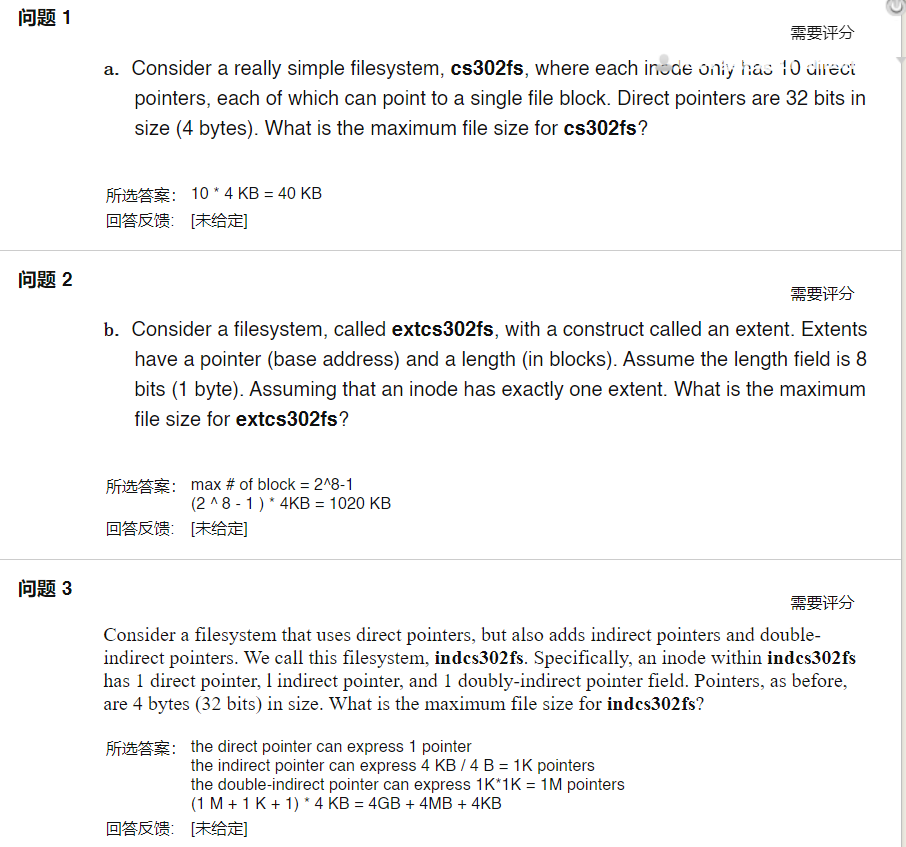 问题 1
需要评分
a. Consider a really simple filesystem, cs302fs, where each inode only has 10 direct
pointers, each of which can point to a single file block. Direct pointers are 32 bits in
size (4 bytes). What is the maximum file size for cs302fs?
所选答案: 10 * 4 KB = 40 KB
回答反馈: [未给定]
问题 2
需要评分
b. Consider a filesystem, called extcs302fs, with a construct called an extent. Extents
have a pointer (base address) and a length (in blocks). Assume the length field is 8
bits (1 byte). Assuming that an inode has exactly one extent. What is the maximum
file size for extcs302fs?
所选答案: max # of block = 2^8-1
(2 ^ 8 - 1 ) * 4KB = 1020 KB
回答反馈: [未给定]
问题 3
需要评分
Consider a filesystem that uses direct pointers, but also adds indirect pointers and double-
indirect pointers. We call this filesystem, indcs302fs. Specifically, an inode within indcs302fs
has 1 direct pointer, l indirect pointer, and 1 doubly-indirect pointer field. Pointers, as before,
are 4 bytes (32 bits) in size. What is the maximum file size for indcs302fs?
所选答案: the direct pointer can express 1 pointer
the indirect pointer can express 4 KB / 4 B = 1K pointers
the double-indirect pointer can express 1K*1K = 1M pointers
(1 M + 1 K + 1) * 4 KB = 4GB + 4MB + 4KB
回答反馈: [未给定]